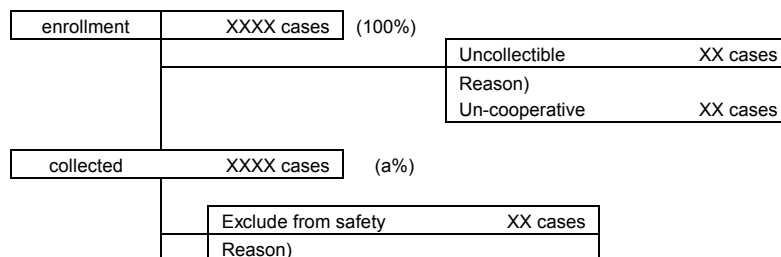 enrollment XXXX cases (100%)
Uncollectible XX cases
Reason)
Un-cooperative XX cases
collected XXXX cases (a%)
Exclude from safety XX cases
Reason)